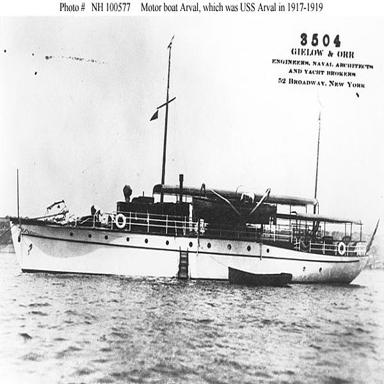 Photo # NH 100577 Motor boat Arval, which was USS Arval in 1917-1919
3504
GIELOW & ORR
ENGINEERS, NAVAL ARCHITECTS
AND YACHT BROKERS
52 BROADWAY, NEW YORK